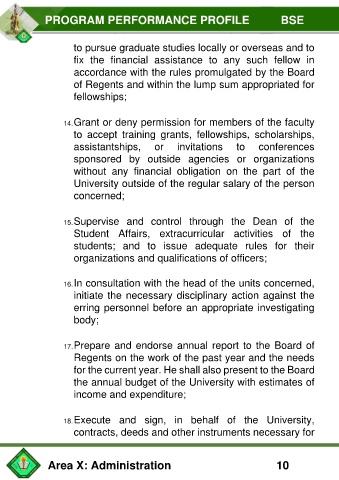 PROGRAM PERFORMANCE PROFILE BSE
to pursue graduate studies locally or overseas and to
fix the financial assistance to any such fellow in
accordance with the rules promulgated by the Board
of Regents and within the lump sum appropriated for
fellowships;
14. Grant or deny permission for members of the faculty
to accept training grants, fellowships, scholarships,
assistantships, or invitations to conferences
sponsored by outside agencies or organizations
without any financial obligation on the part of the
University outside of the regular salary of the person
concerned;
15. Supervise and control through the Dean of the
Student Affairs, extracurricular activities of the
students; and to issue adequate rules for their
organizations and qualifications of officers;
16. In consultation with the head of the units concerned,
initiate the necessary disciplinary action against the
erring personnel before an appropriate investigating
body;
17. Prepare and endorse annual report to the Board of
Regents on the work of the past year and the needs
for the current year. He shall also present to the Board
the annual budget of the University with estimates of
income and expenditure;
18. Execute and sign, in behalf of the University,
contracts, deeds and other instruments necessary for
Area X: Administration 10